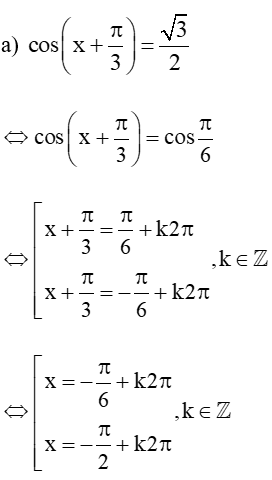 a) cos(x + π/3) = √3/2
⇔ cos(x + π/3) = cos π/6
⇔ [ x + π/3 = π/6 + k2π
x + π/3 = −π/6 + k2π , k ∈ ℤ
⇔ [ x = −π/6 + k2π
x = −π/2 + k2π , k ∈ ℤ